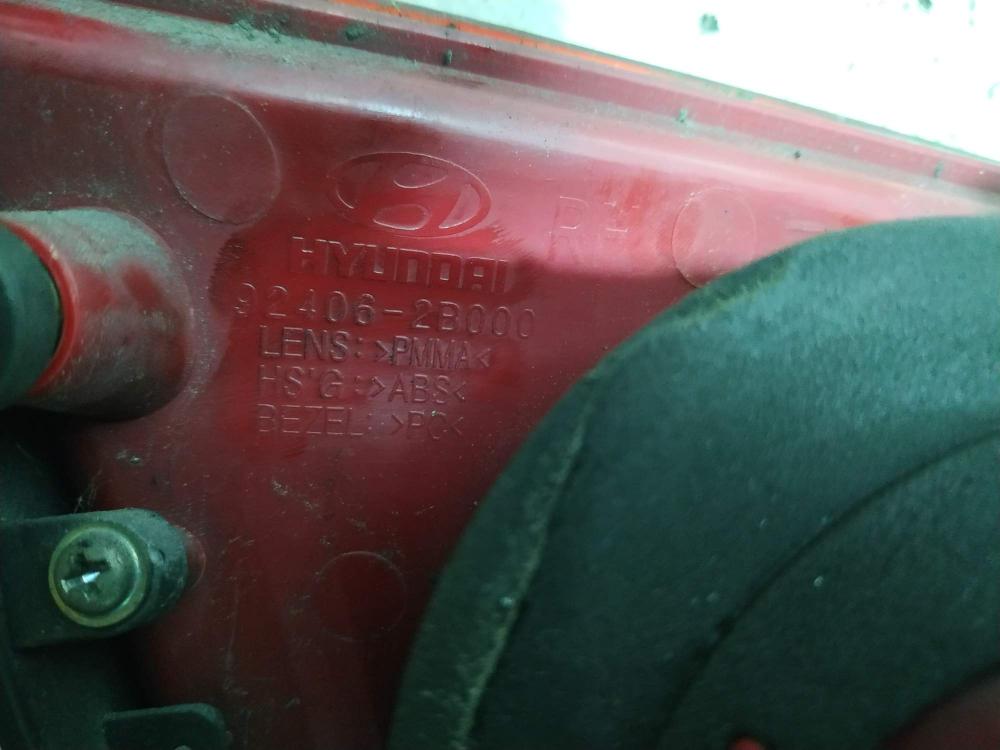 RH
HYUNDAI
92406-2B000
LENS: >PMMA<
HS'G: >ABS<
BEZEL: >PC<